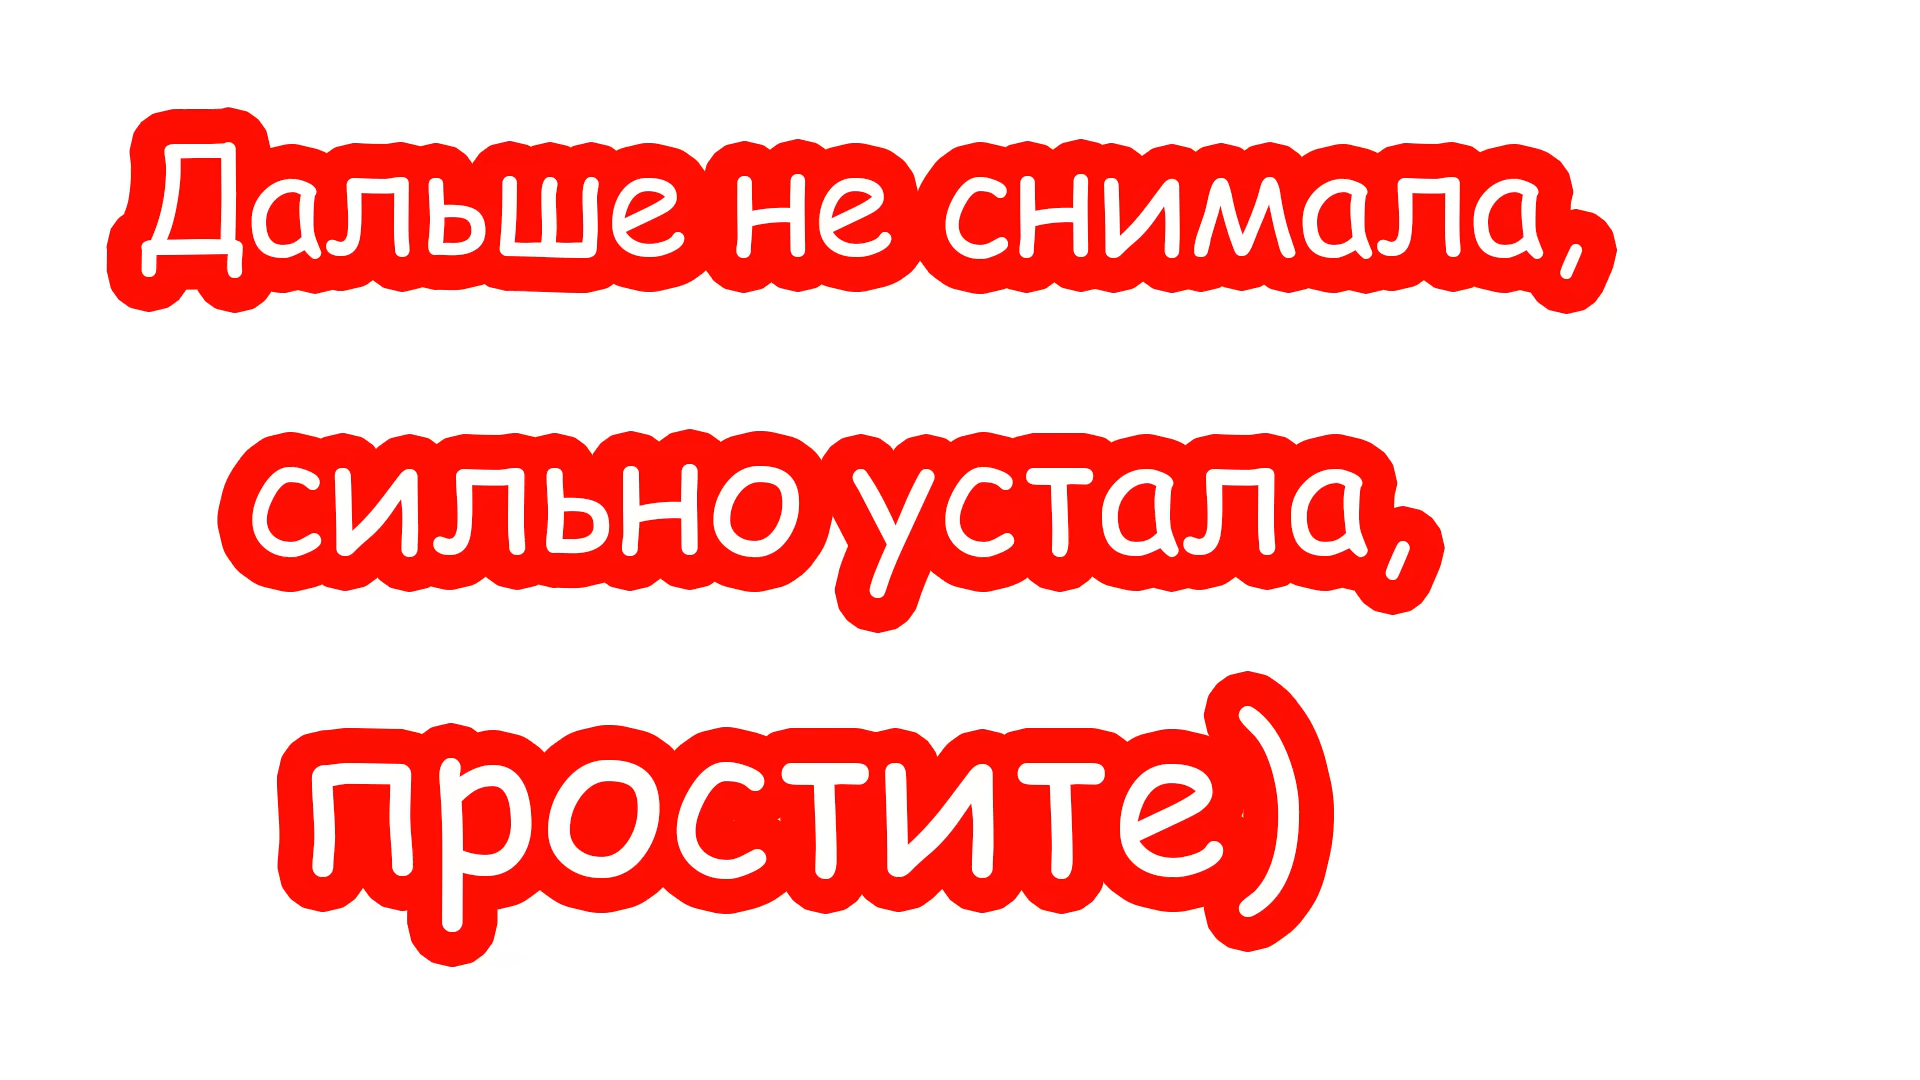 Дальше не снимала,
сильно устала,
простите)